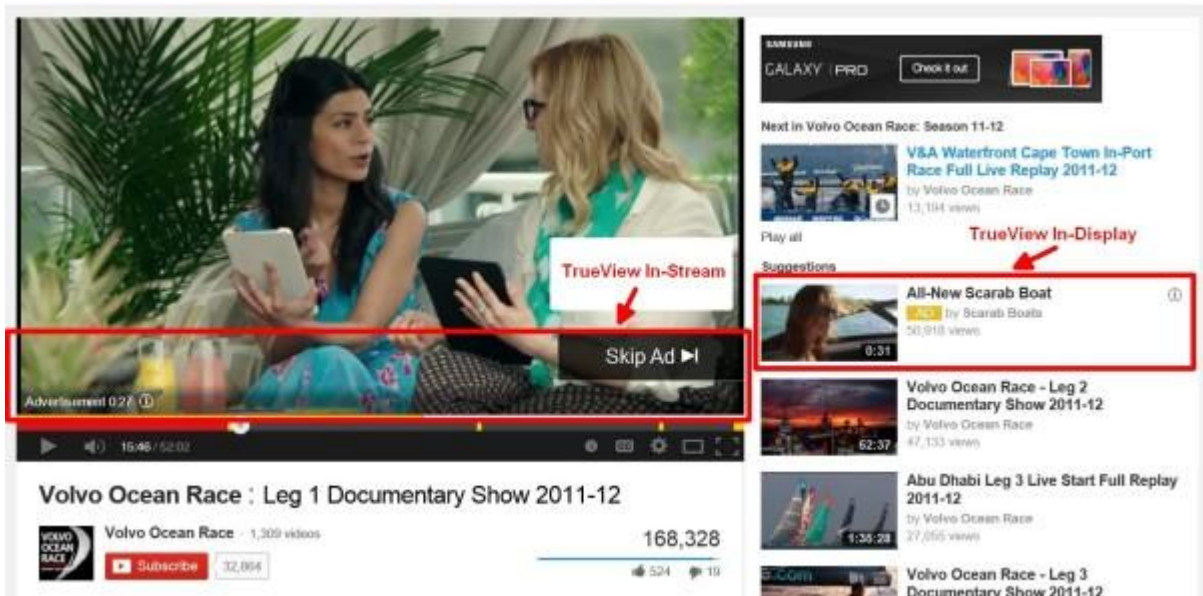 TrueView In-Stream
Skip Ad
Advertisement 0:27
15:46 / 52:02
Volvo Ocean Race : Leg 1 Documentary Show 2011-12
VOLVO
OCEAN
RACE
Volvo Ocean Race · 1,309 videos
Subscribe 32,864
168,328
524 19
SAMSUNG
GALAXY PRO
Check it out
Next in Volvo Ocean Race: Season 11-12
V&A Waterfront Cape Town In-Port
Race Full Live Replay 2011-12
by Volvo Ocean Race
13,194 views
Play all
TrueView In-Display
Suggestions
All-New Scarab Boat
AD by Scarab Boats
50,918 views
0:31
Volvo Ocean Race - Leg 2
Documentary Show 2011-12
by Volvo Ocean Race
47,133 views
52:37
Abu Dhabi Leg 3 Live Start Full Replay
2011-12
by Volvo Ocean Race
27,055 views
1:35:28
Volvo Ocean Race - Leg 3
Documentary Show 2011-12